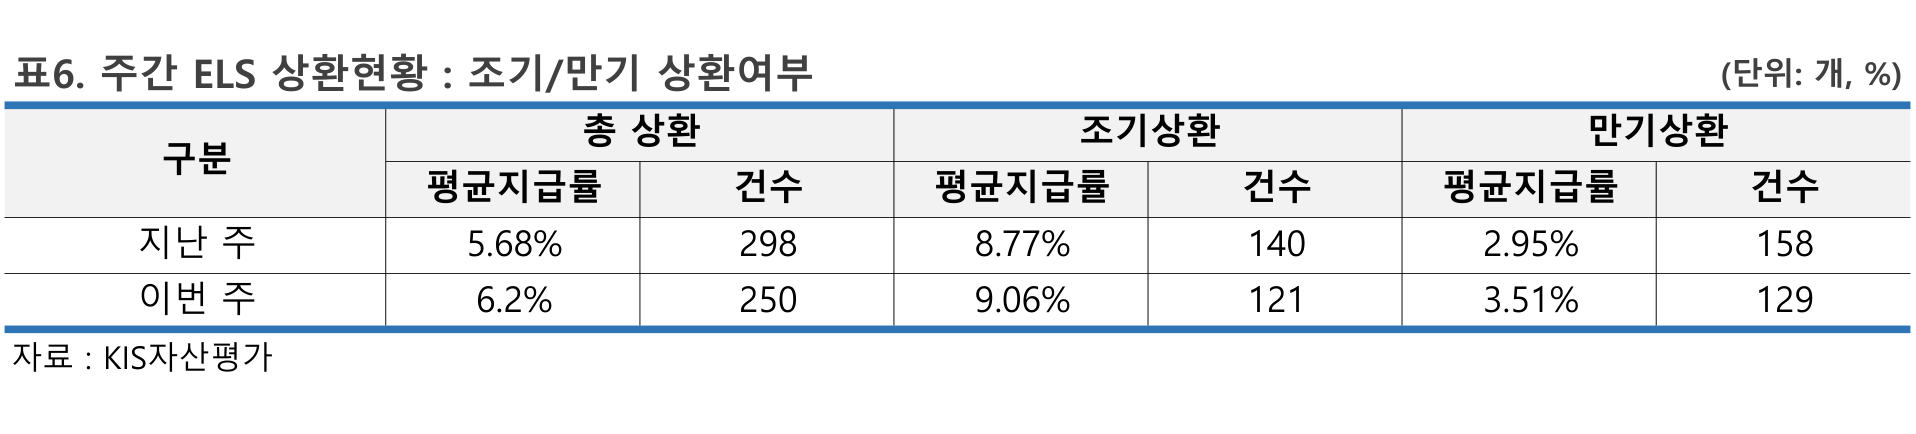 표6. 주간 ELS 상환현황 : 조기/만기 상환여부 (단위: 개, %)
구분 총 상환 조기상환 만기상환
평균지급률 건수 평균지급률 건수 평균지급률 건수
지난 주 5.68% 298 8.77% 140 2.95% 158
이번 주 6.2% 250 9.06% 121 3.51% 129
자료 : KIS자산평가